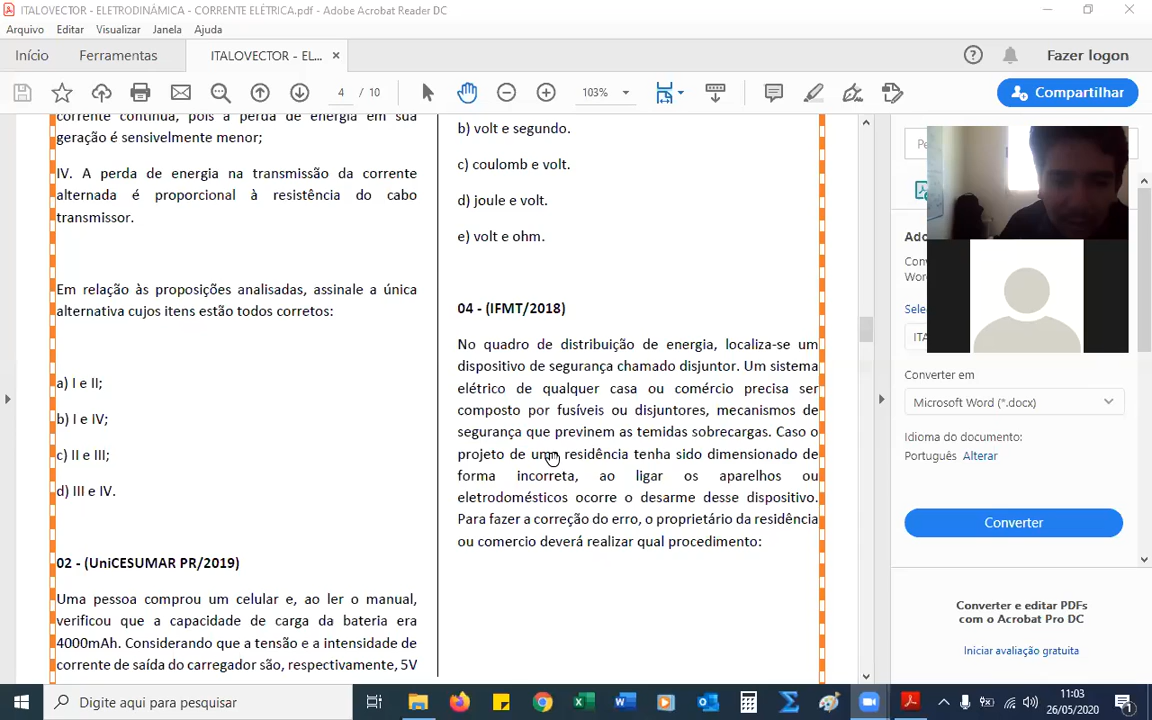 ITALOVECTOR - ELETRODINÂMICA - CORRENTE ELÉTRICA.pdf - Adobe Acrobat Reader DC
Arquivo Editar Visualizar Janela Ajuda
Início Ferramentas ITALOVECTOR - EL... × Fazer logon
4 / 10 103% Compartilhar
corrente contínua, pois a perda de energia em sua
geração é sensivelmente menor;
IV. A perda de energia na transmissão da corrente
alternada é proporcional à resistência do cabo
transmissor.
Em relação às proposições analisadas, assinale a única
alternativa cujos itens estão todos corretos:
a) I e II;
b) I e IV;
c) II e III;
d) III e IV.
02 - (UniCESUMAR PR/2019)
Uma pessoa comprou um celular e, ao ler o manual,
verificou que a capacidade de carga da bateria era
4000mAh. Considerando que a tensão e a intensidade de
corrente de saída do carregador são, respectivamente, 5V
b) volt e segundo.
c) coulomb e volt.
d) joule e volt.
e) volt e ohm.
04 - (IFMT/2018)
No quadro de distribuição de energia, localiza-se um
dispositivo de segurança chamado disjuntor. Um sistema
elétrico de qualquer casa ou comércio precisa ser
composto por fusíveis ou disjuntores, mecanismos de
segurança que previnem as temidas sobrecargas. Caso o
projeto de residência tenha sido dimensionado de
forma incorreta, ao ligar os aparelhos ou
eletrodomésticos ocorre o desarme desse dispositivo.
Para fazer a correção do erro, o proprietário da residência
ou comercio deverá realizar qual procedimento:
Converter em
Microsoft Word (*.docx)
Idioma do documento:
Português Alterar
Converter
Converter e editar PDFs
com o Acrobat Pro DC
Iniciar avaliação gratuita
Digite aqui para pesquisar
11:03
26/05/2020
1